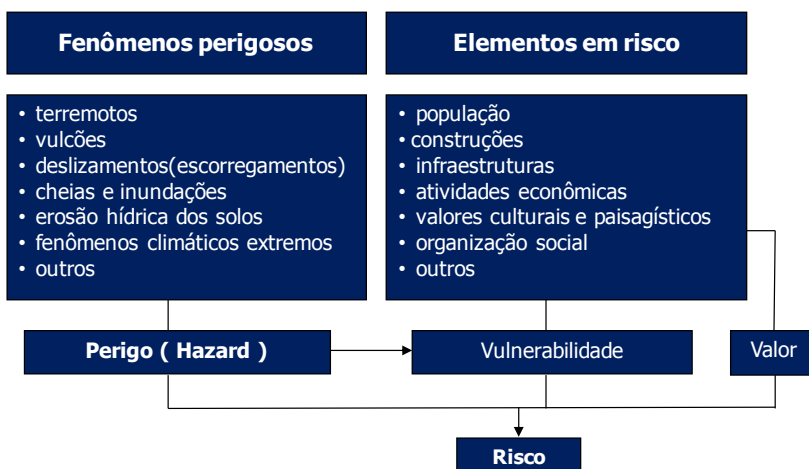 Fenômenos perigosos
Elementos em risco
• terremotos
• vulcões
• deslizamentos(escorregamentos)
• cheias e inundações
• erosão hídrica dos solos
• fenômenos climáticos extremos
• outros
• população
• construções
• infraestruturas
• atividades econômicas
• valores culturais e paisagísticos
• organização social
• outros
Perigo ( Hazard )
Vulnerabilidade
Valor
Risco